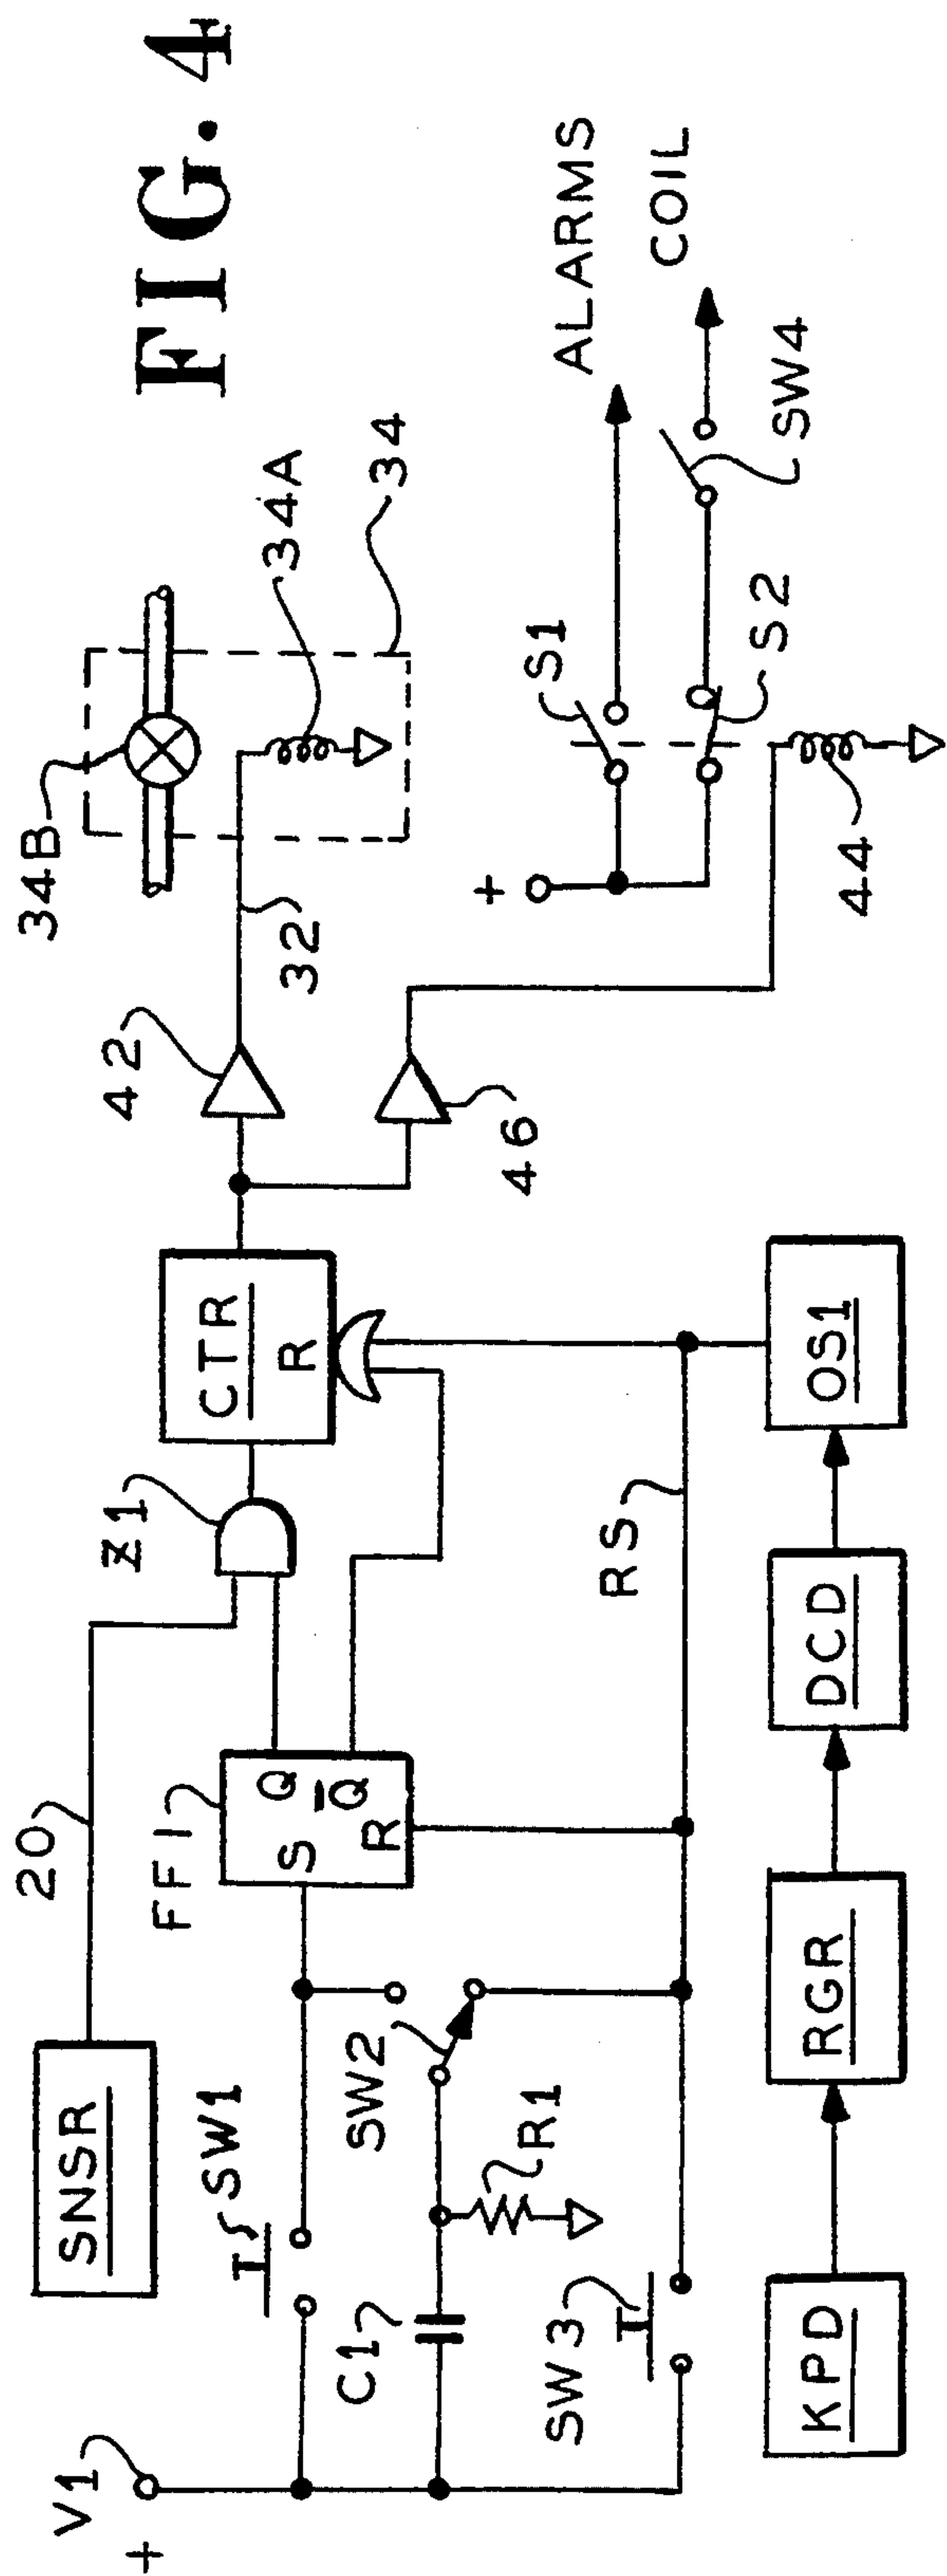 FIG. 4
34B
34A
34
32
42
46
ALARMS
COIL
S1
S2
SW4
44
+
CTR
R
Z1
20
SNSR
FF1
S
Q
Q̅
R
SW1
SW2
C1
R1
SW3
V1
+
RS
KPD
RGR
DCD
OS1